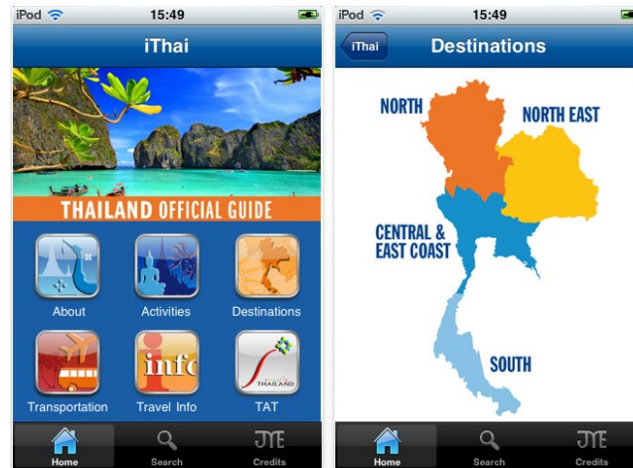 iPod 15:49
iThai
THAILAND OFFICIAL GUIDE
About Activities Destinations
info
THAILAND
Transportation Travel Info TAT
Home Search Credits
iPod 15:49
iThai Destinations
NORTH
NORTH EAST
CENTRAL &
EAST COAST
SOUTH
Home Search Credits